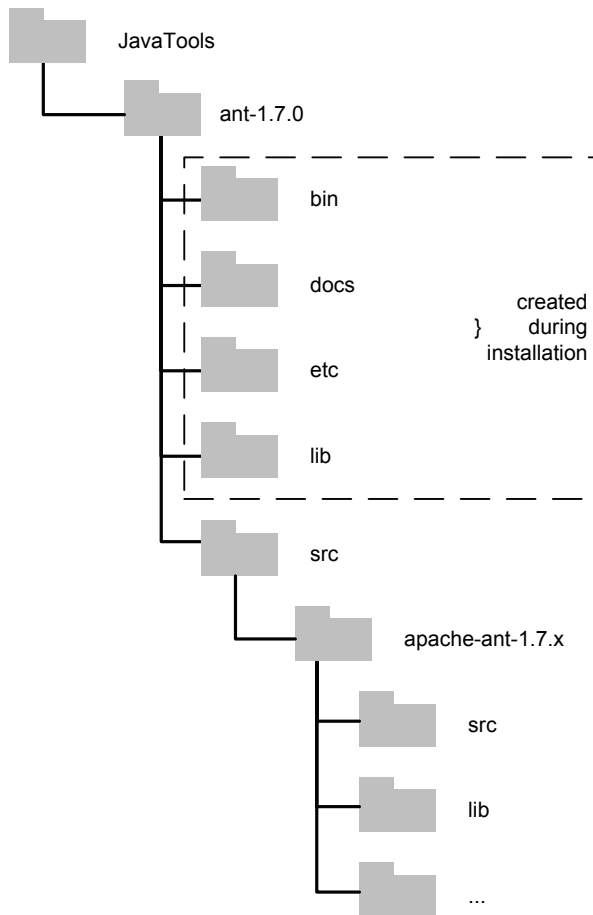 JavaTools
ant-1.7.0
bin
docs
created
} during
installation
etc
lib
src
apache-ant-1.7.x
src
lib
...